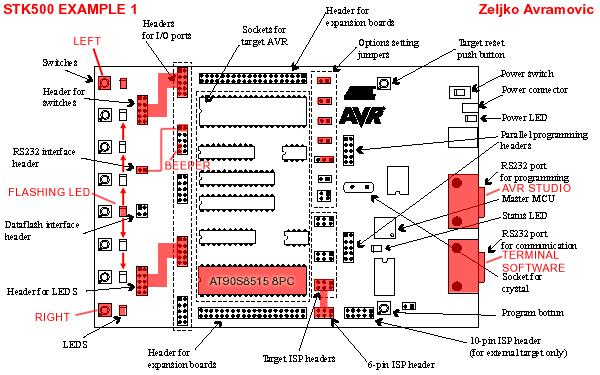 STK500 EXAMPLE 1
Zeljko Avramovic
Headers
for I/O ports
Sockets for
target AVR
Header for
expansion boards
LEFT
Options setting
jumpers
Target reset
push button
Switches
Header for
switches
Power switch
Power connector
Power LED
AVR
Parallel programming
headers
RS232 interface
header
BEEPER
RS232 port
for programming
AVR STUDIO
FLASHING LED
Master MCU
Status LED
Dataflash interface
header
RS232 port
for communication
TERMINAL
SOFTWARE
Socket for
crystal
AT90S8515 8PC
Header for LEDS
RIGHT
Program button
LEDS
Header for
expansion boards
Target ISP headers
6-pin ISP header
10-pin ISP header
(for external target only)